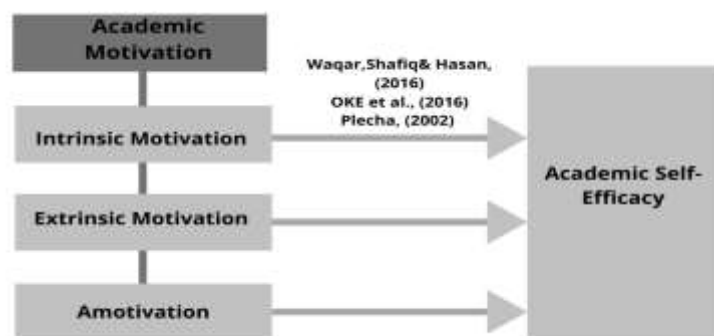 Academic
Motivation
Waqar,Shafiq& Hasan,
(2016)
OKE et al., (2016)
Plecha, (2002)
Intrinsic Motivation
Academic Self-
Efficacy
Extrinsic Motivation
Amotivation